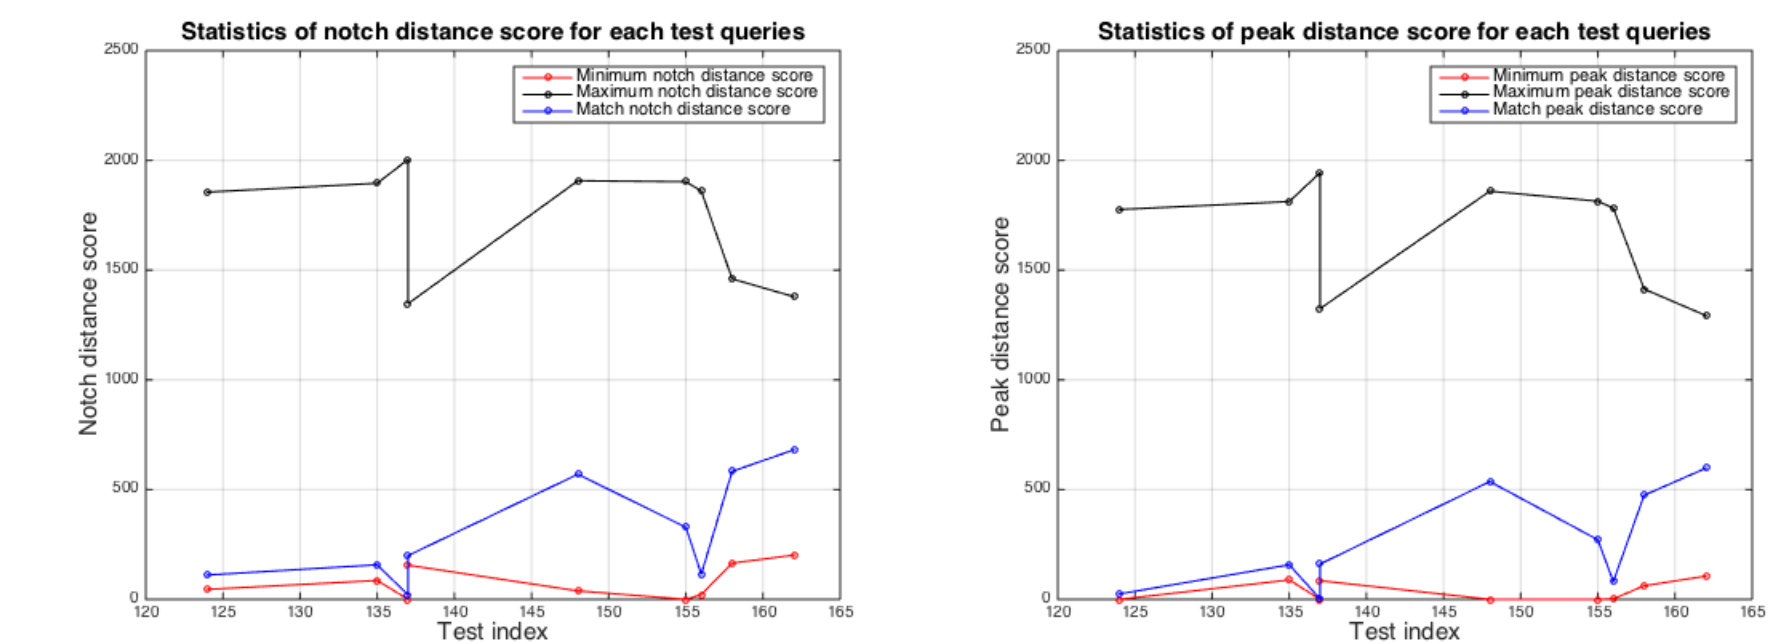 Statistics of notch distance score for each test queries
2500
2000
1500
1000
500
0
Notch distance score
Minimum notch distance score
Maximum notch distance score
Match notch distance score
120 125 130 135 140 145 150 155 160 165
Test index
Statistics of peak distance score for each test queries
2500
2000
1500
1000
500
0
Peak distance score
Minimum peak distance score
Maximum peak distance score
Match peak distance score
120 125 130 135 140 145 150 155 160 165
Test index